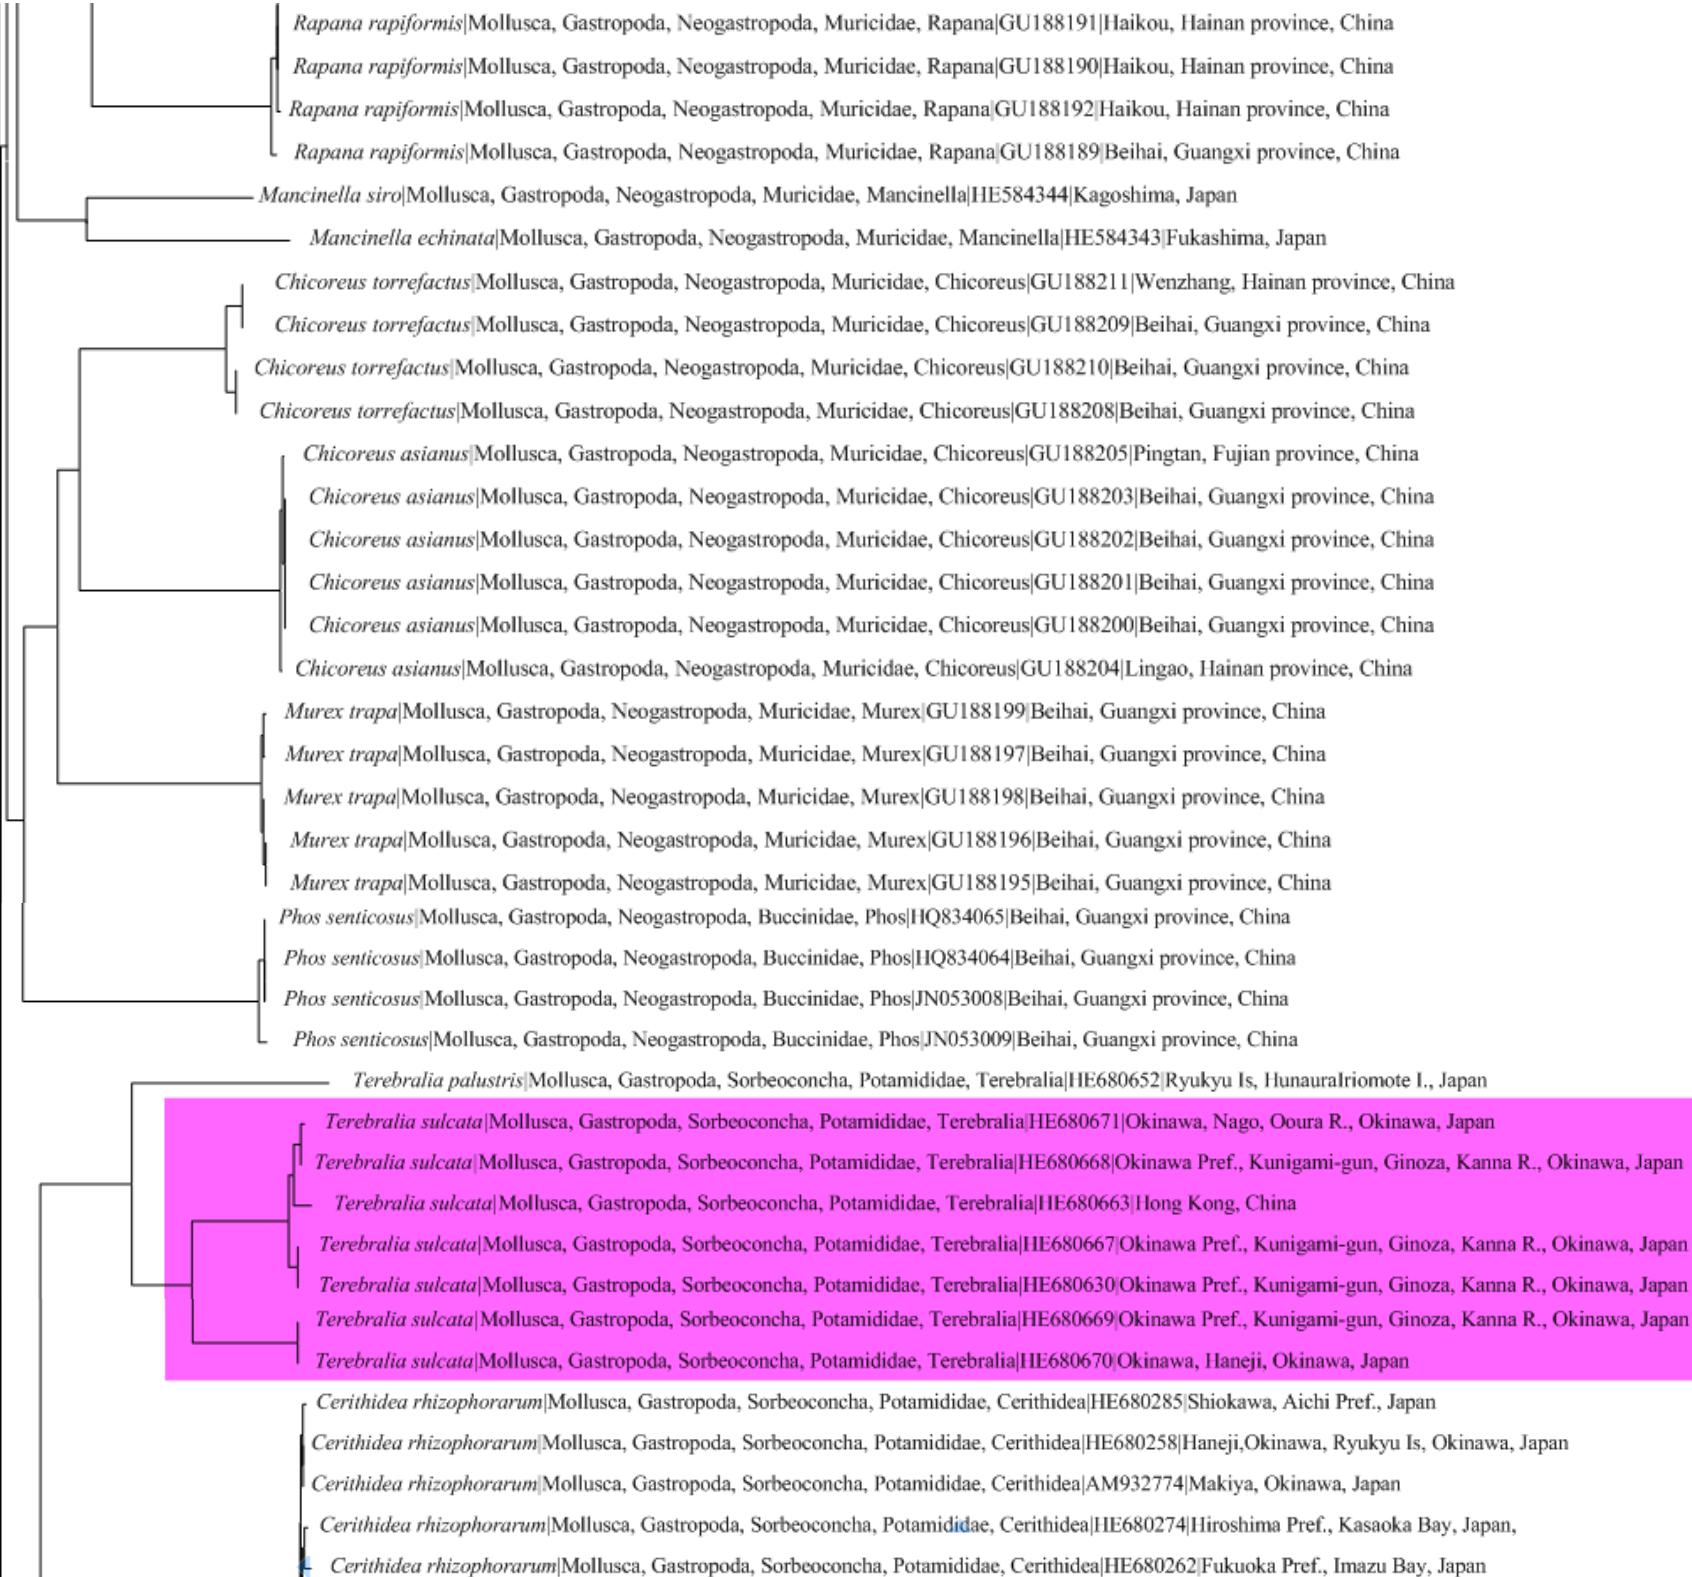 Rapana rapiformis|Mollusca, Gastropoda, Neogastropoda, Muricidae, Rapana|GU188191|Haikou, Hainan province, China
Rapana rapiformis|Mollusca, Gastropoda, Neogastropoda, Muricidae, Rapana|GU188190|Haikou, Hainan province, China
Rapana rapiformis|Mollusca, Gastropoda, Neogastropoda, Muricidae, Rapana|GU188192|Haikou, Hainan province, China
Rapana rapiformis|Mollusca, Gastropoda, Neogastropoda, Muricidae, Rapana|GU188189|Beihai, Guangxi province, China
Mancinella siro|Mollusca, Gastropoda, Neogastropoda, Muricidae, Mancinella|HE584344|Kagoshima, Japan
Mancinella echinata|Mollusca, Gastropoda, Neogastropoda, Muricidae, Mancinella|HE584343|Fukashima, Japan
Chicoreus torrefactus|Mollusca, Gastropoda, Neogastropoda, Muricidae, Chicoreus|GU188211|Wenzhang, Hainan province, China
Chicoreus torrefactus|Mollusca, Gastropoda, Neogastropoda, Muricidae, Chicoreus|GU188209|Beihai, Guangxi province, China
Chicoreus torrefactus|Mollusca, Gastropoda, Neogastropoda, Muricidae, Chicoreus|GU188210|Beihai, Guangxi province, China
Chicoreus torrefactus|Mollusca, Gastropoda, Neogastropoda, Muricidae, Chicoreus|GU188208|Beihai, Guangxi province, China
Chicoreus asianus|Mollusca, Gastropoda, Neogastropoda, Muricidae, Chicoreus|GU188205|Pingtan, Fujian province, China
Chicoreus asianus|Mollusca, Gastropoda, Neogastropoda, Muricidae, Chicoreus|GU188203|Beihai, Guangxi province, China
Chicoreus asianus|Mollusca, Gastropoda, Neogastropoda, Muricidae, Chicoreus|GU188202|Beihai, Guangxi province, China
Chicoreus asianus|Mollusca, Gastropoda, Neogastropoda, Muricidae, Chicoreus|GU188201|Beihai, Guangxi province, China
Chicoreus asianus|Mollusca, Gastropoda, Neogastropoda, Muricidae, Chicoreus|GU188200|Beihai, Guangxi province, China
Chicoreus asianus|Mollusca, Gastropoda, Neogastropoda, Muricidae, Chicoreus|GU188204|Lingao, Hainan province, China
Murex trapa|Mollusca, Gastropoda, Neogastropoda, Muricidae, Murex|GU188199|Beihai, Guangxi province, China
Murex trapa|Mollusca, Gastropoda, Neogastropoda, Muricidae, Murex|GU188197|Beihai, Guangxi province, China
Murex trapa|Mollusca, Gastropoda, Neogastropoda, Muricidae, Murex|GU188198|Beihai, Guangxi province, China
Murex trapa|Mollusca, Gastropoda, Neogastropoda, Muricidae, Murex|GU188196|Beihai, Guangxi province, China
Murex trapa|Mollusca, Gastropoda, Neogastropoda, Muricidae, Murex|GU188195|Beihai, Guangxi province, China
Phos senticosus|Mollusca, Gastropoda, Neogastropoda, Buccinidae, Phos|HQ834065|Beihai, Guangxi province, China
Phos senticosus|Mollusca, Gastropoda, Neogastropoda, Buccinidae, Phos|HQ834064|Beihai, Guangxi province, China
Phos senticosus|Mollusca, Gastropoda, Neogastropoda, Buccinidae, Phos|JN053008|Beihai, Guangxi province, China
Phos senticosus|Mollusca, Gastropoda, Neogastropoda, Buccinidae, Phos|JN053009|Beihai, Guangxi province, China
Terebralia palustris|Mollusca, Gastropoda, Sorbeoconcha, Potamididae, Terebralia|HE680652|Ryukyu Is, HunauraIriomote I., Japan
Terebralia sulcata|Mollusca, Gastropoda, Sorbeoconcha, Potamididae, Terebralia|HE680671|Okinawa, Nago, Ooura R., Okinawa, Japan
Terebralia sulcata|Mollusca, Gastropoda, Sorbeoconcha, Potamididae, Terebralia|HE680668|Okinawa Pref., Kunigami-gun, Ginoza, Kanna R., Okinawa, Japan
Terebralia sulcata|Mollusca, Gastropoda, Sorbeoconcha, Potamididae, Terebralia|HE680663|Hong Kong, China
Terebralia sulcata|Mollusca, Gastropoda, Sorbeoconcha, Potamididae, Terebralia|HE680667|Okinawa Pref., Kunigami-gun, Ginoza, Kanna R., Okinawa, Japan
Terebralia sulcata|Mollusca, Gastropoda, Sorbeoconcha, Potamididae, Terebralia|HE680630|Okinawa Pref., Kunigami-gun, Ginoza, Kanna R., Okinawa, Japan
Terebralia sulcata|Mollusca, Gastropoda, Sorbeoconcha, Potamididae, Terebralia|HE680669|Okinawa Pref., Kunigami-gun, Ginoza, Kanna R., Okinawa, Japan
Terebralia sulcata|Mollusca, Gastropoda, Sorbeoconcha, Potamididae, Terebralia|HE680670|Okinawa, Haneji, Okinawa, Japan
Cerithidea rhizophorarum|Mollusca, Gastropoda, Sorbeoconcha, Potamididae, Cerithidea|HE680285|Shiokawa, Aichi Pref., Japan
Cerithidea rhizophorarum|Mollusca, Gastropoda, Sorbeoconcha, Potamididae, Cerithidea|HE680258|Haneji,Okinawa, Ryukyu Is, Okinawa, Japan
Cerithidea rhizophorarum|Mollusca, Gastropoda, Sorbeoconcha, Potamididae, Cerithidea|AM932774|Makiya, Okinawa, Japan
Cerithidea rhizophorarum|Mollusca, Gastropoda, Sorbeoconcha, Potamididae, Cerithidea|HE680274|Hiroshima Pref., Kasaoka Bay, Japan,
Cerithidea rhizophorarum|Mollusca, Gastropoda, Sorbeoconcha, Potamididae, Cerithidea|HE680262|Fukuoka Pref., Imazu Bay, Japan